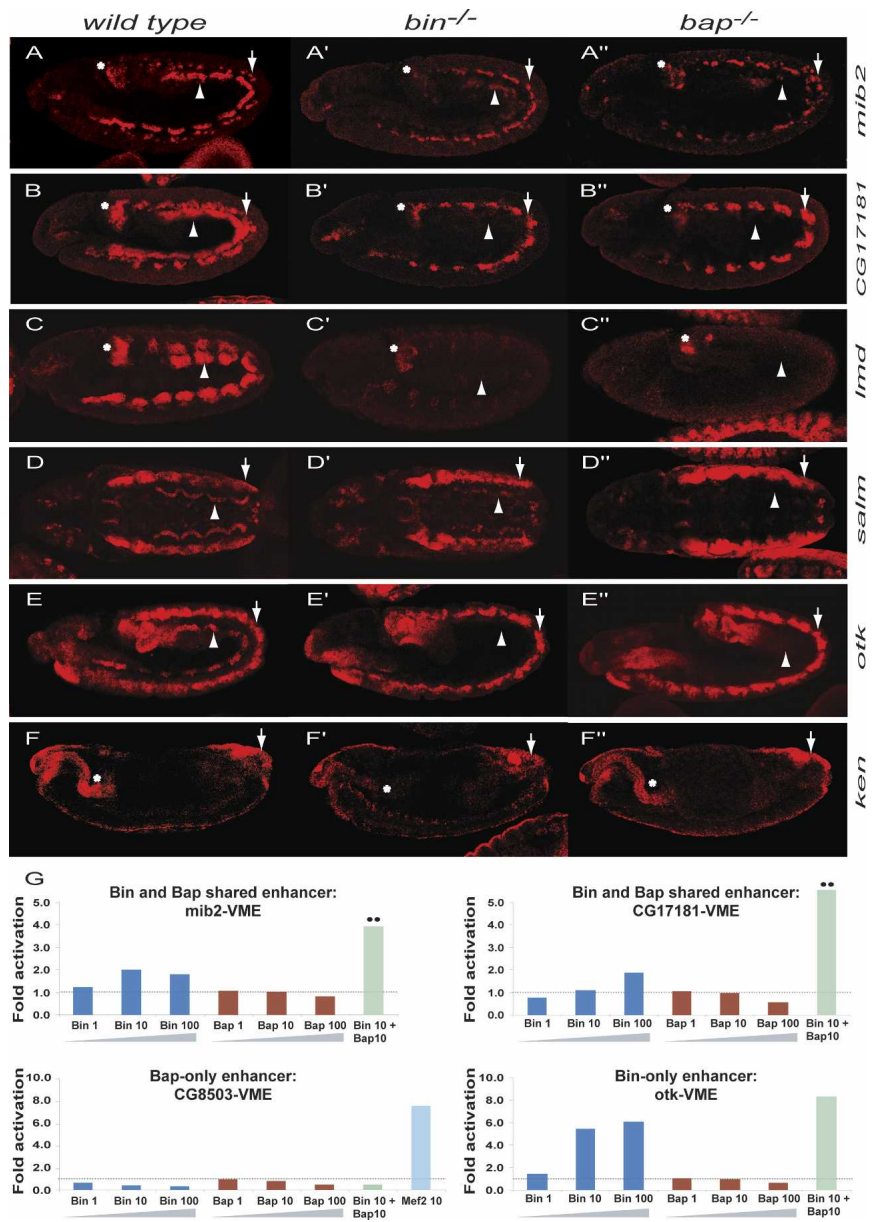 wild type bin-/- bap-/-
A A' A'' mib2
B B' B'' CG17181
C C' C'' lmd
D D' D'' salm
E E' E'' otk
F F' F'' ken
G
Bin and Bap shared enhancer:
mib2-VME
Fold activation
5.0
4.0
3.0
2.0
1.0
0.0
Bin 1 Bin 10 Bin 100 Bap 1 Bap 10 Bap 100 Bin 10 +
Bap10
Bin and Bap shared enhancer:
CG17181-VME
Fold activation
5.0
4.0
3.0
2.0
1.0
0.0
Bin 1 Bin 10 Bin 100 Bap 1 Bap 10 Bap 100 Bin 10 +
Bap10
Bap-only enhancer:
CG8503-VME
Fold activation
10.0
8.0
6.0
4.0
2.0
0.0
Bin 1 Bin 10 Bin 100 Bap 1 Bap 10 Bap 100 Bin 10 + Mef2 10
Bap10
Bin-only enhancer:
otk-VME
Fold activation
10.0
8.0
6.0
4.0
2.0
0.0
Bin 1 Bin 10 Bin 100 Bap 1 Bap 10 Bap 100 Bin 10 +
Bap10